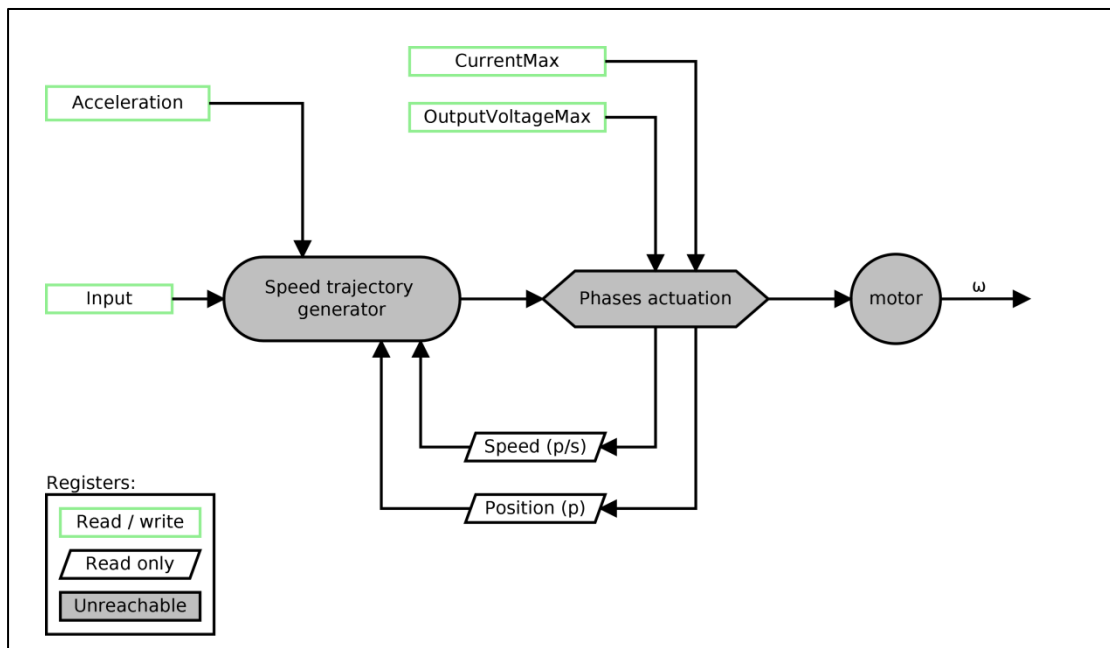 CurrentMax
Acceleration
OutputVoltageMax
Input
Speed trajectory
generator
Phases actuation
motor
ω
Speed (p/s)
Position (p)
Registers:
Read / write
Read only
Unreachable